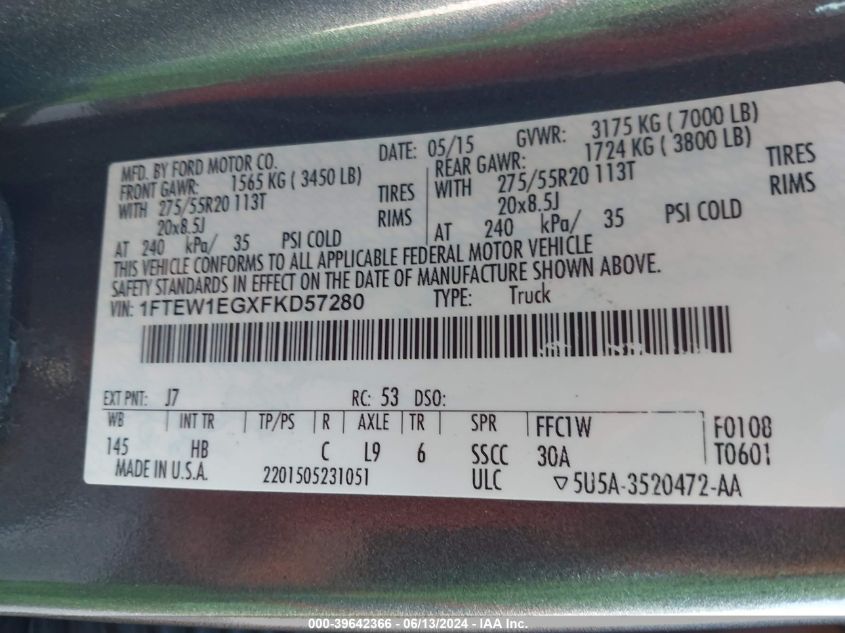 MFD. BY FORD MOTOR CO. DATE: 05/15 GVWR: 3175 KG ( 7000 LB)
FRONT GAWR: 1565 KG ( 3450 LB) REAR GAWR: 1724 KG ( 3800 LB)
WITH 275/55R20 113T TIRES WITH 275/55R20 113T TIRES
20x8.5J RIMS 20x8.5J RIMS
AT 240 kPa/ 35 PSI COLD AT 240 kPa/ 35 PSI COLD
THIS VEHICLE CONFORMS TO ALL APPLICABLE FEDERAL MOTOR VEHICLE
SAFETY STANDARDS IN EFFECT ON THE DATE OF MANUFACTURE SHOWN ABOVE.
VIN: 1FTEW1EGXFKD57280 TYPE: Truck
EXT PNT: J7 RC: 53 DSO:
WB INT TR TP/PS R AXLE TR SPR FFC1W F0108
145 HB C L9 6 SSCC 30A T0601
MADE IN U.S.A. 2201505231051 ULC ▽5U5A-3520472-AA
000-39642366 - 06/13/2024 - IAA Inc.